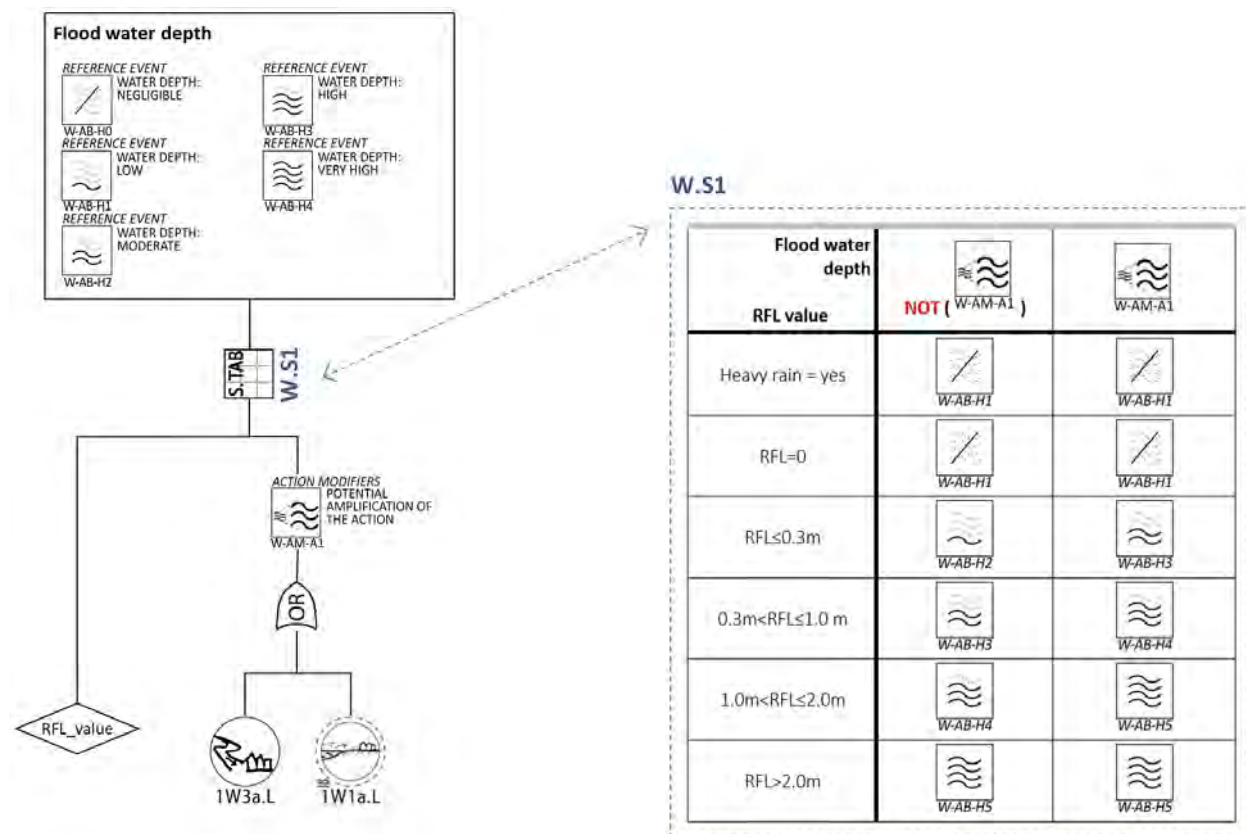 Flood water depth
REFERENCE EVENT
WATER DEPTH:
NEGLIGIBLE
W-AB-H0
REFERENCE EVENT
WATER DEPTH:
LOW
W-AB-H1
REFERENCE EVENT
WATER DEPTH:
MODERATE
W-AB-H2
REFERENCE EVENT
WATER DEPTH:
HIGH
W-AB-H3
REFERENCE EVENT
WATER DEPTH:
VERY HIGH
W-AB-H4
S.TAB
W.S1
ACTION MODIFIERS
POTENTIAL
AMPLIFICATION OF
THE ACTION
W-AM-A1
OR
RFL_value
1W3a.L
1W1a.L
W.S1
Flood water
depth
RFL value
NOT ( W-AM-A1 )
W-AM-A1
Heavy rain = yes
W-AB-H1
W-AB-H1
RFL=0
W-AB-H1
W-AB-H1
RFL≤0.3m
W-AB-H2
W-AB-H3
0.3m<RFL≤1.0 m
W-AB-H3
W-AB-H4
1.0m<RFL≤2.0m
W-AB-H4
W-AB-H5
RFL>2.0m
W-AB-H5
W-AB-H5